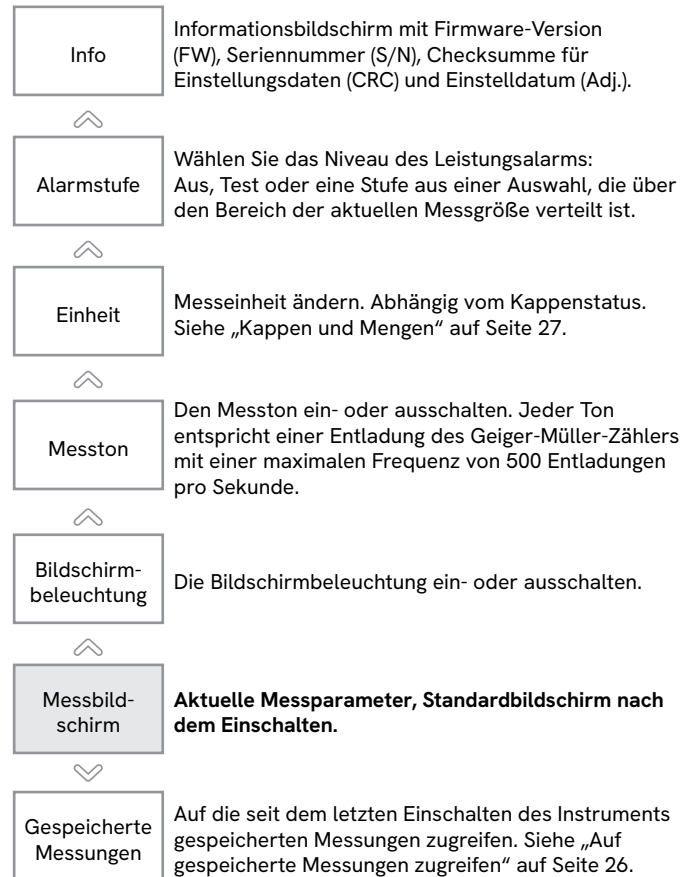 Info
Informationsbildschirm mit Firmware-Version
(FW), Seriennummer (S/N), Checksumme für
Einstellungsdaten (CRC) und Einstelldatum (Adj.).
Alarmstufe
Wählen Sie das Niveau des Leistungsalarms:
Aus, Test oder eine Stufe aus einer Auswahl, die über
den Bereich der aktuellen Messgröße verteilt ist.
Einheit
Messeinheit ändern. Abhängig vom Kappenstatus.
Siehe „Kappen und Mengen“ auf Seite 27.
Messton
Den Messton ein- oder ausschalten. Jeder Ton
entspricht einer Entladung des Geiger-Müller-Zählers
mit einer maximalen Frequenz von 500 Entladungen
pro Sekunde.
Bildschirm-
beleuchtung
Die Bildschirmbeleuchtung ein- oder ausschalten.
Messbild-
schirm
Aktuelle Messparameter, Standardbildschirm nach
dem Einschalten.
Gespeicherte
Messungen
Auf die seit dem letzten Einschalten des Instruments
gespeicherten Messungen zugreifen. Siehe „Auf
gespeicherte Messungen zugreifen“ auf Seite 26.